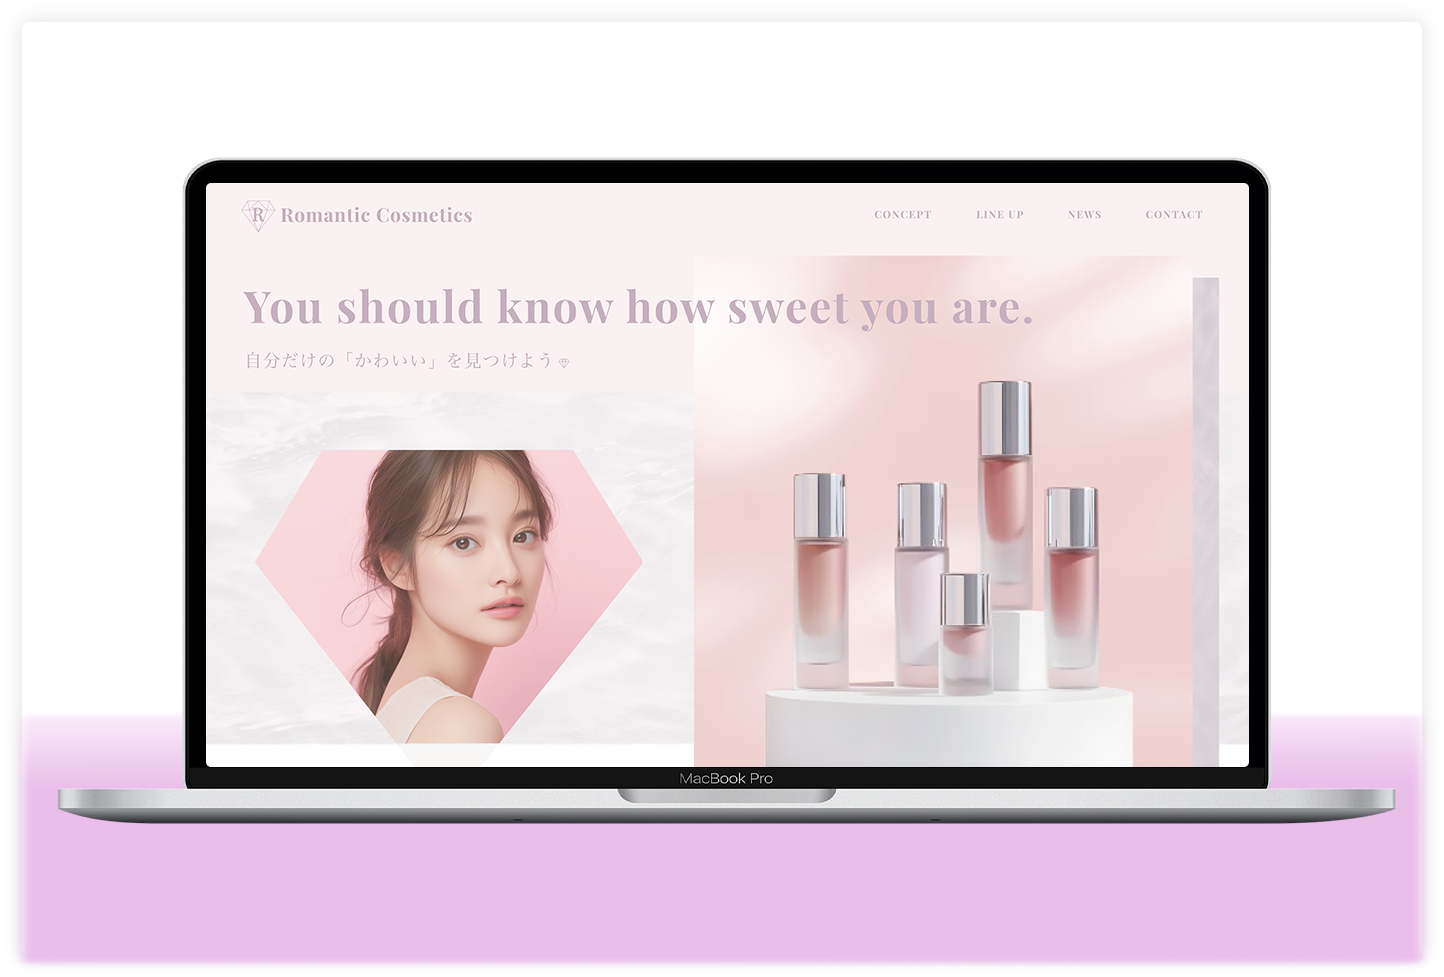 R Romantic Cosmetics
CONCEPT LINE UP NEWS CONTACT
You should know how sweet you are.
自分だけの「かわいい」を見つけよう
MacBook Pro